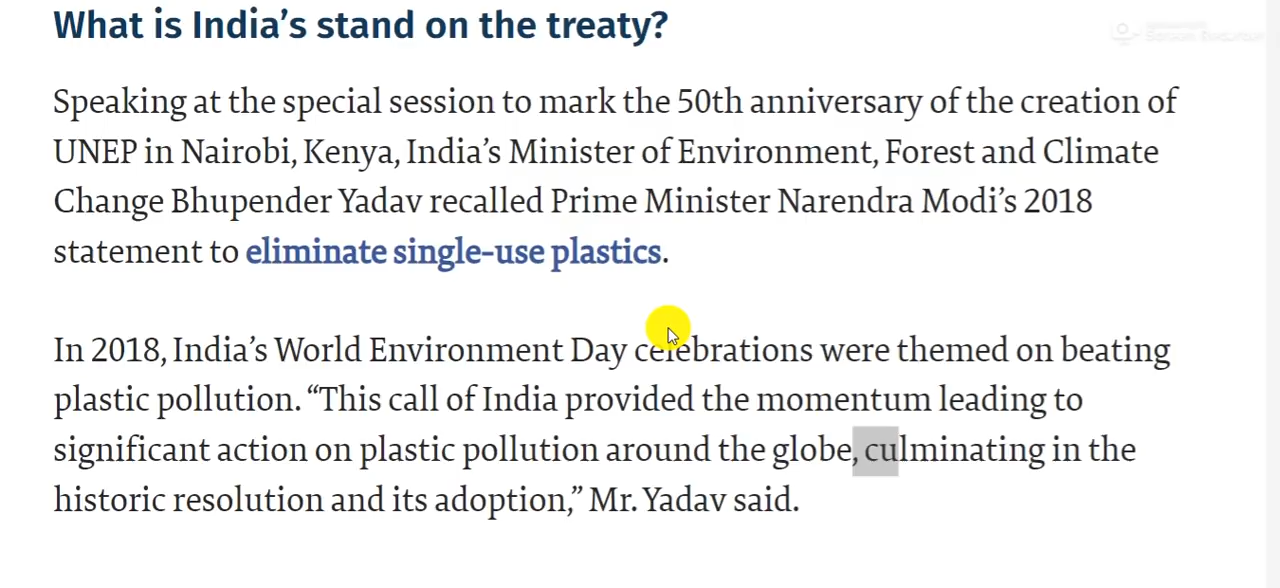 What is India’s stand on the treaty?
Speaking at the special session to mark the 50th anniversary of the creation of
UNEP in Nairobi, Kenya, India’s Minister of Environment, Forest and Climate
Change Bhupender Yadav recalled Prime Minister Narendra Modi’s 2018
statement to eliminate single-use plastics.
In 2018, India’s World Environment Day celebrations were themed on beating
plastic pollution. “This call of India provided the momentum leading to
significant action on plastic pollution around the globe, culminating in the
historic resolution and its adoption,” Mr. Yadav said.